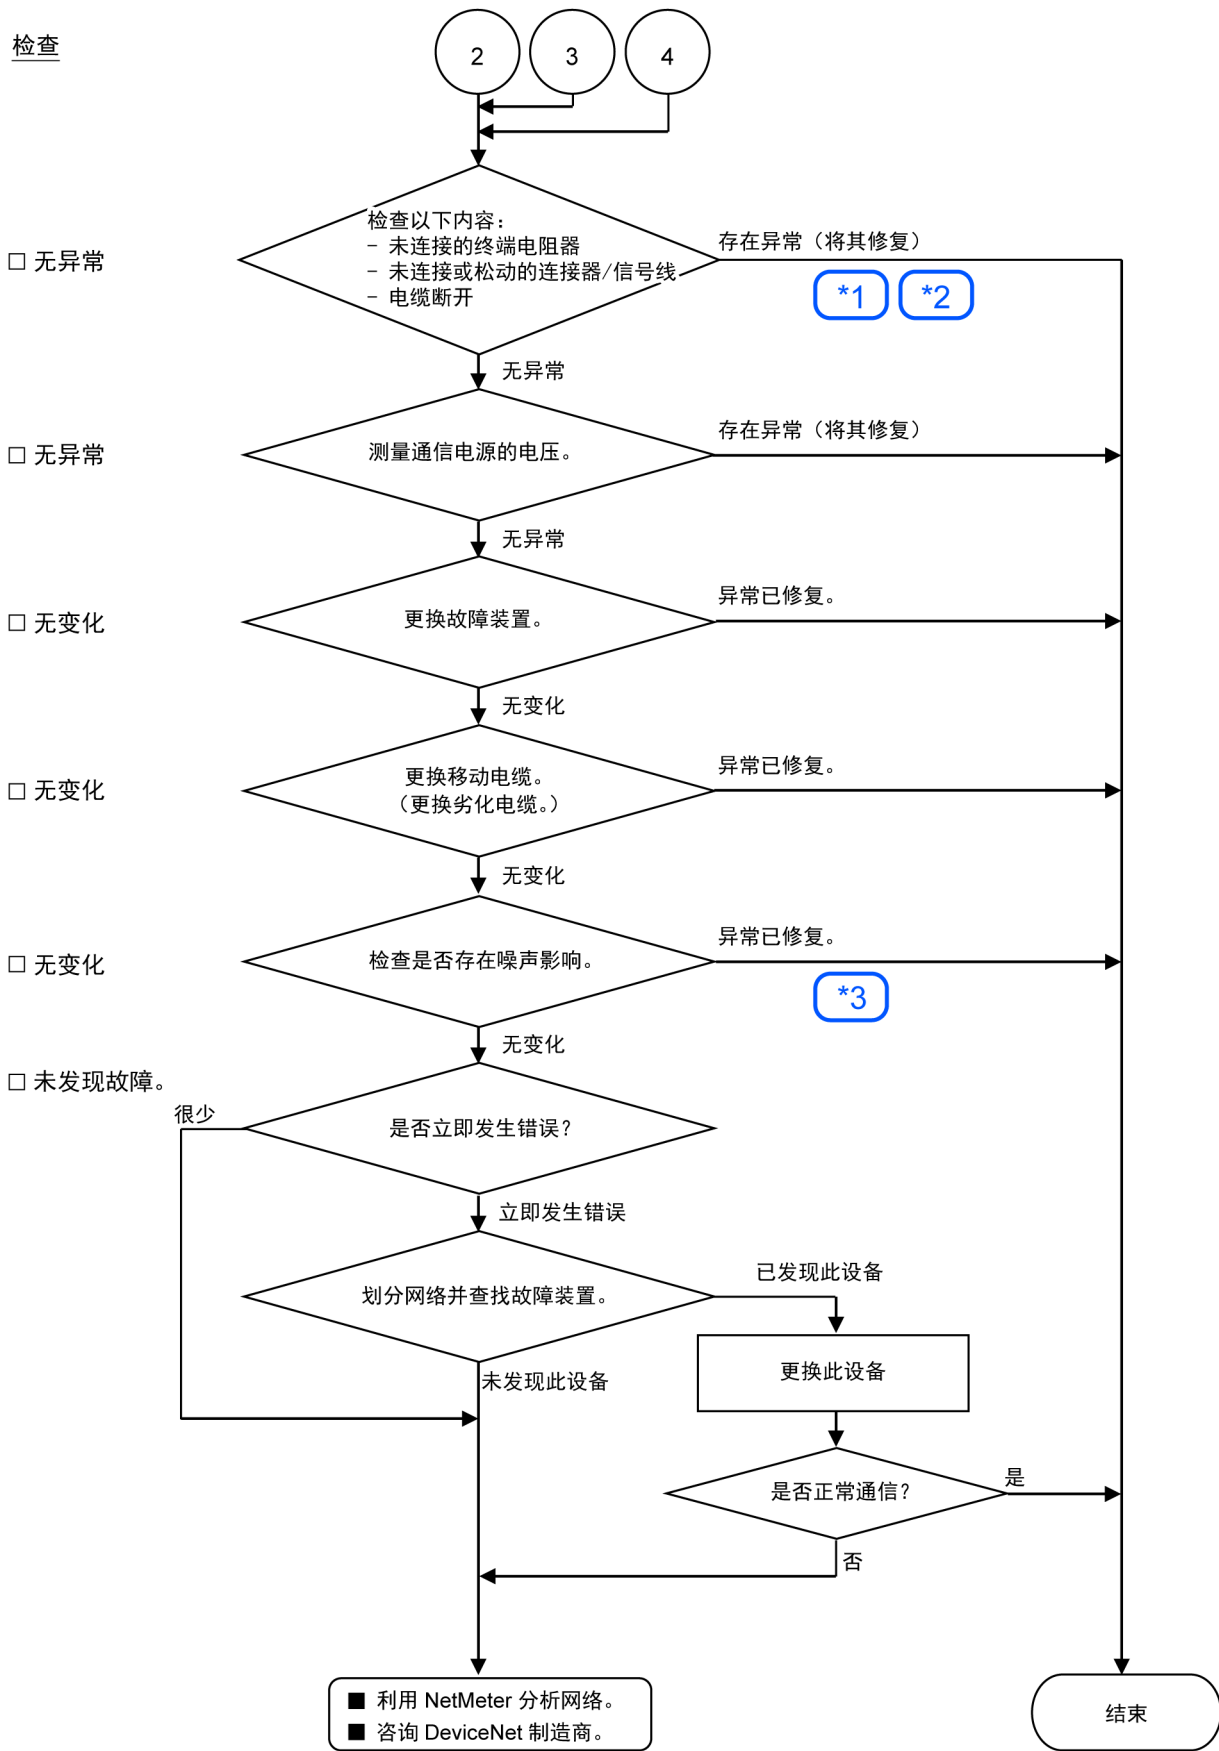 检查
2 3 4
检查以下内容：
- 未连接的终端电阻器
- 未连接或松动的连接器/信号线
- 电缆断开
存在异常（将其修复）
*1 *2
□ 无异常
无异常
测量通信电源的电压。
存在异常（将其修复）
□ 无异常
无异常
更换故障装置。
异常已修复。
□ 无变化
无变化
更换移动电缆。
（更换劣化电缆。）
异常已修复。
□ 无变化
无变化
检查是否存在噪声影响。
异常已修复。
*3
□ 无变化
无变化
□ 未发现故障。
很少
是否立即发生错误？
立即发生错误
划分网络并查找故障装置。
已发现此设备
更换此设备
未发现此设备
是否正常通信？
是
否
■ 利用 NetMeter 分析网络。
■ 咨询 DeviceNet 制造商。
结束